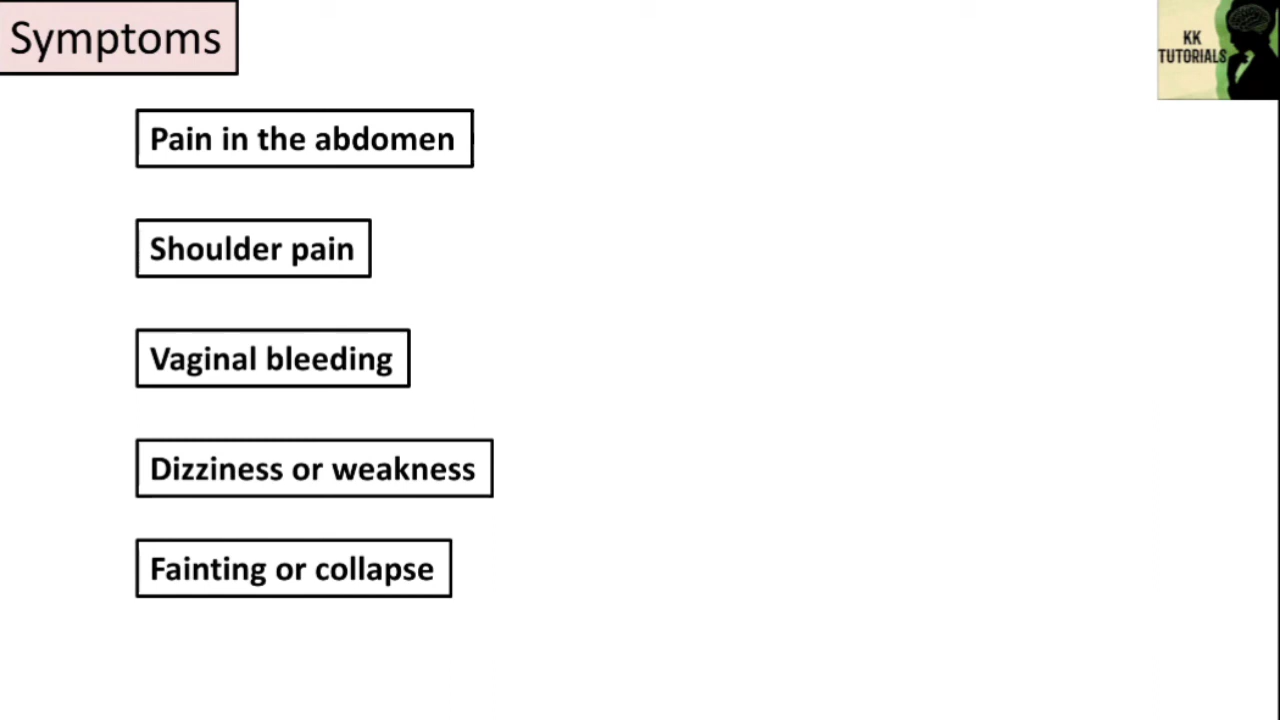 Symptoms
KK
TUTORIALS
Pain in the abdomen
Shoulder pain
Vaginal bleeding
Dizziness or weakness
Fainting or collapse